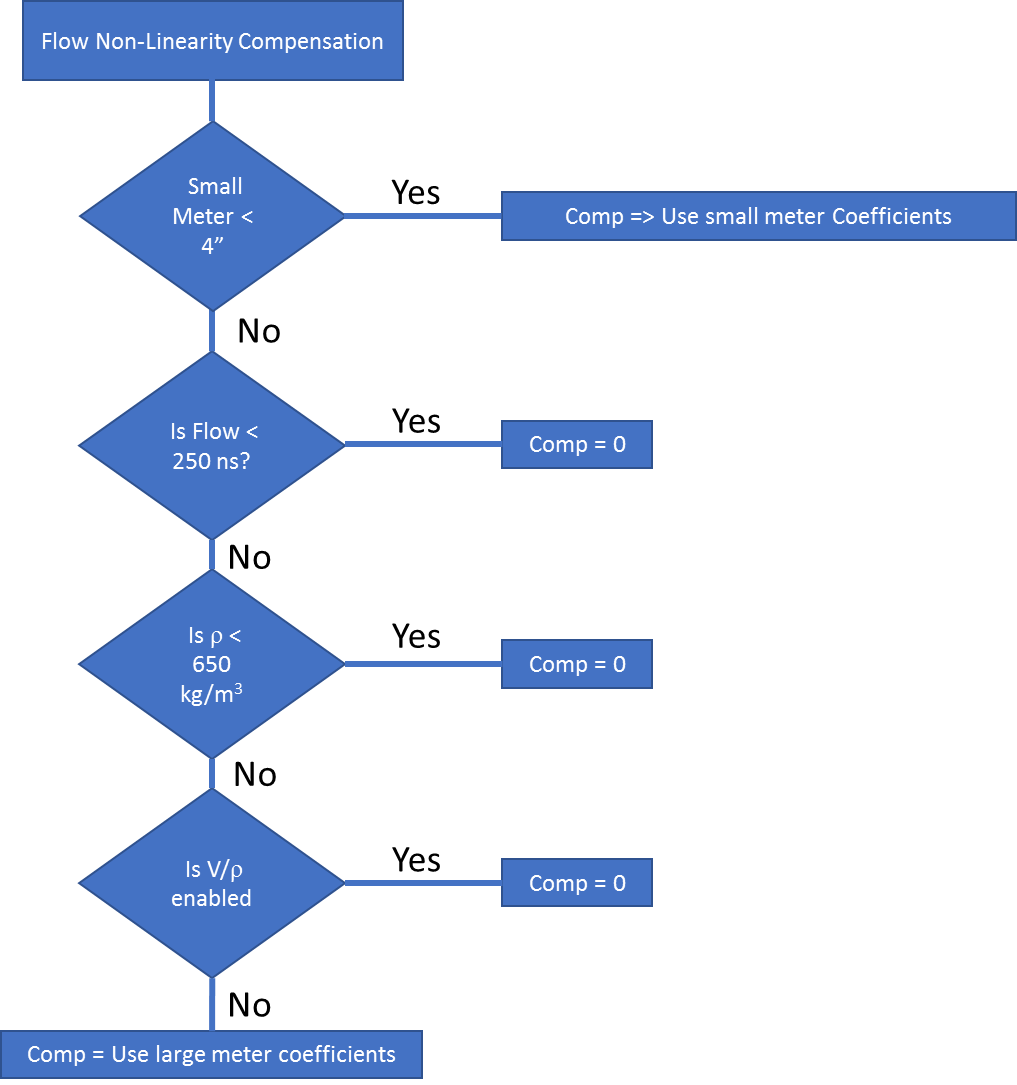 Flow Non-Linearity Compensation
Small
Meter <
4”
Yes
Comp => Use small meter Coefficients
No
Is Flow <
250 ns?
Yes
Comp = 0
No
Is ρ <
650
kg/m³
Yes
Comp = 0
No
Is V/ρ
enabled
Yes
Comp = 0
No
Comp = Use large meter coefficients